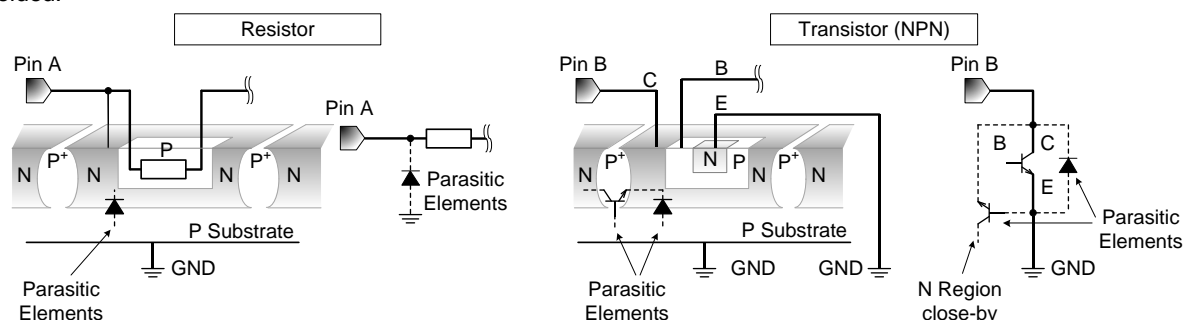 Resistor
Transistor (NPN)
Pin A
Pin A
N
P+
N
P
N
P+
N
Parasitic
Elements
P Substrate
GND
Parasitic
Elements
Pin B
C
B
E
N
P+
N
N
P
N
P+
N
P Substrate
GND
GND
Parasitic
Elements
Pin B
B
C
E
Parasitic
Elements
GND
N Region
close-by